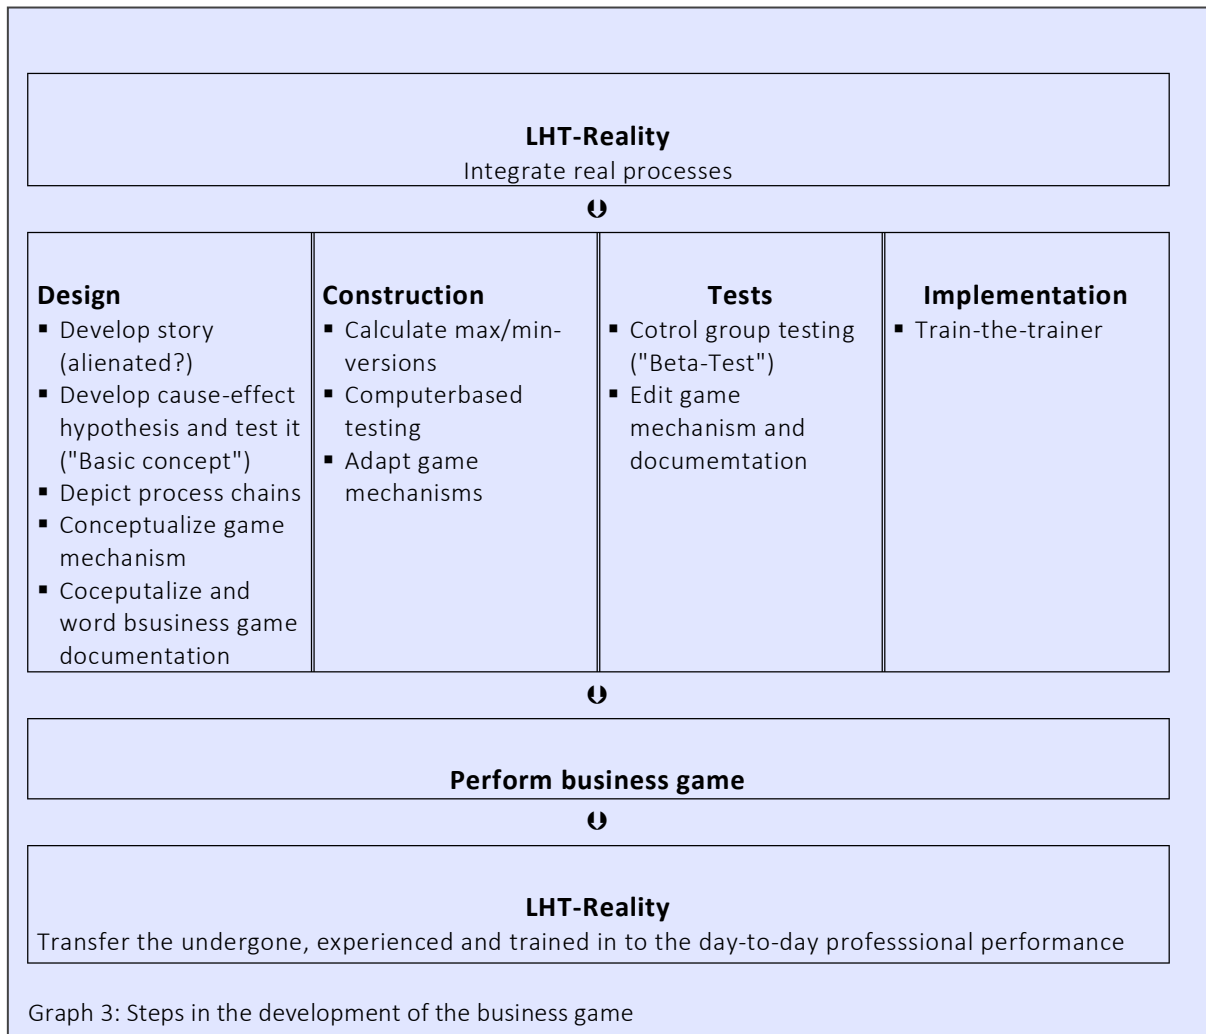 LHT-Reality
Integrate real processes
Design
▪ Develop story
(alienated?)
▪ Develop cause-effect
hypothesis and test it
("Basic concept")
▪ Depict process chains
▪ Conceptualize game
mechanism
▪ Coceputalize and
word bsusiness game
documentation
Construction
▪ Calculate max/min-
versions
▪ Computerbased
testing
▪ Adapt game
mechanisms
Tests
▪ Cotrol group testing
("Beta-Test")
▪ Edit game
mechanism and
documemtation
Implementation
▪ Train-the-trainer
Perform business game
LHT-Reality
Transfer the undergone, experienced and trained in to the day-to-day professsional performance
Graph 3: Steps in the development of the business game